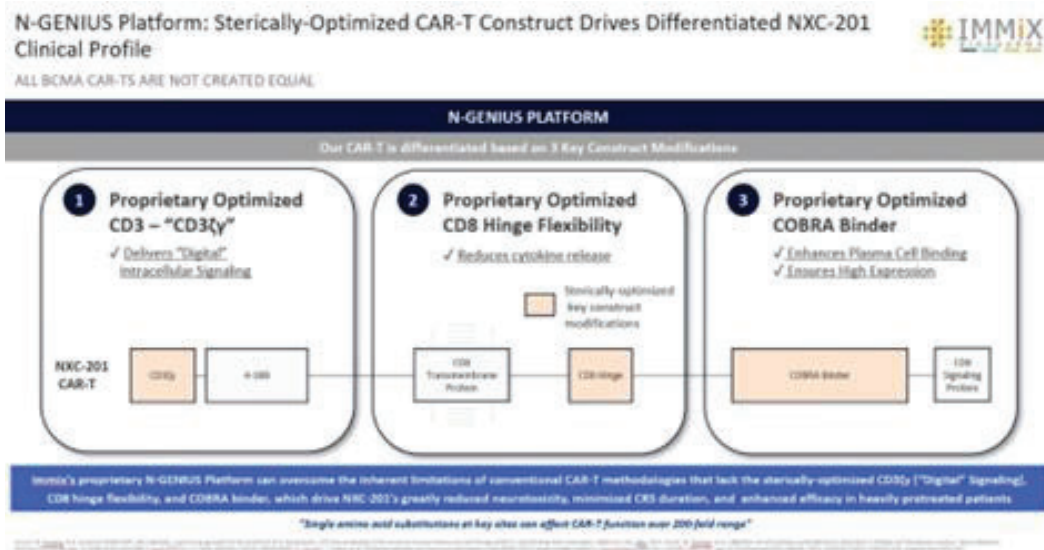 N-GENIUS Platform: Sterically-Optimized CAR-T Construct Drives Differentiated NXC-201
Clinical Profile
IMMiX
ALL BCMA CAR-TS ARE NOT CREATED EQUAL
N-GENIUS PLATFORM
Our CAR-T is differentiated based on 3 Key Construct Modifications
1
Proprietary Optimized
CD3 – “CD3ζγ”
✓ Delivers "Digital"
Intracellular Signaling
2
Proprietary Optimized
CD8 Hinge Flexibility
✓ Reduces cytokine release
3
Proprietary Optimized
COBRA Binder
✓ Enhances Plasma Cell Binding
✓ Ensures High Expression
Sterically-optimized
key construct
modifications
NXC-201
CAR-T
CD3ζγ
4-1BB
CD8
Transmembrane
Protein
CD8 Hinge
COBRA Binder
CD8
Signaling
Protein
Immix's proprietary N-GENIUS Platform can overcome the inherent limitations of conventional CAR-T methodologies that lack the sterically-optimized CD3ζγ ["Digital" Signaling],
CD8 hinge flexibility, and COBRA binder, which drive NXC-201's greatly reduced neurotoxicity, minimized CRS duration, and enhanced efficacy in heavily pretreated patients
"Single amino acid substitutions at key sites can affect CAR-T function over 200-fold range"